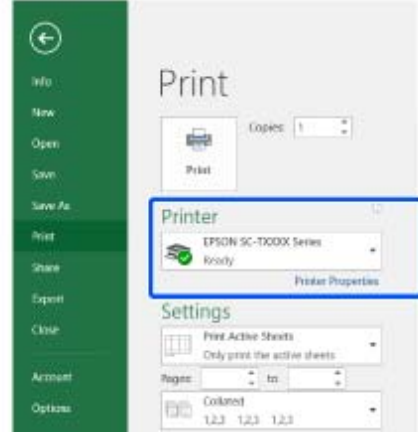 Info
New
Open
Save
Save As
Print
Share
Export
Close
Account
Options
Print
Copies: 1
Print
Printer
EPSON SC-TXXXX Series
Ready
Printer Properties
Settings
Print Active Sheets
Only print the active sheets
Pages: to
Collated
1,2,3 1,2,3 1,2,3